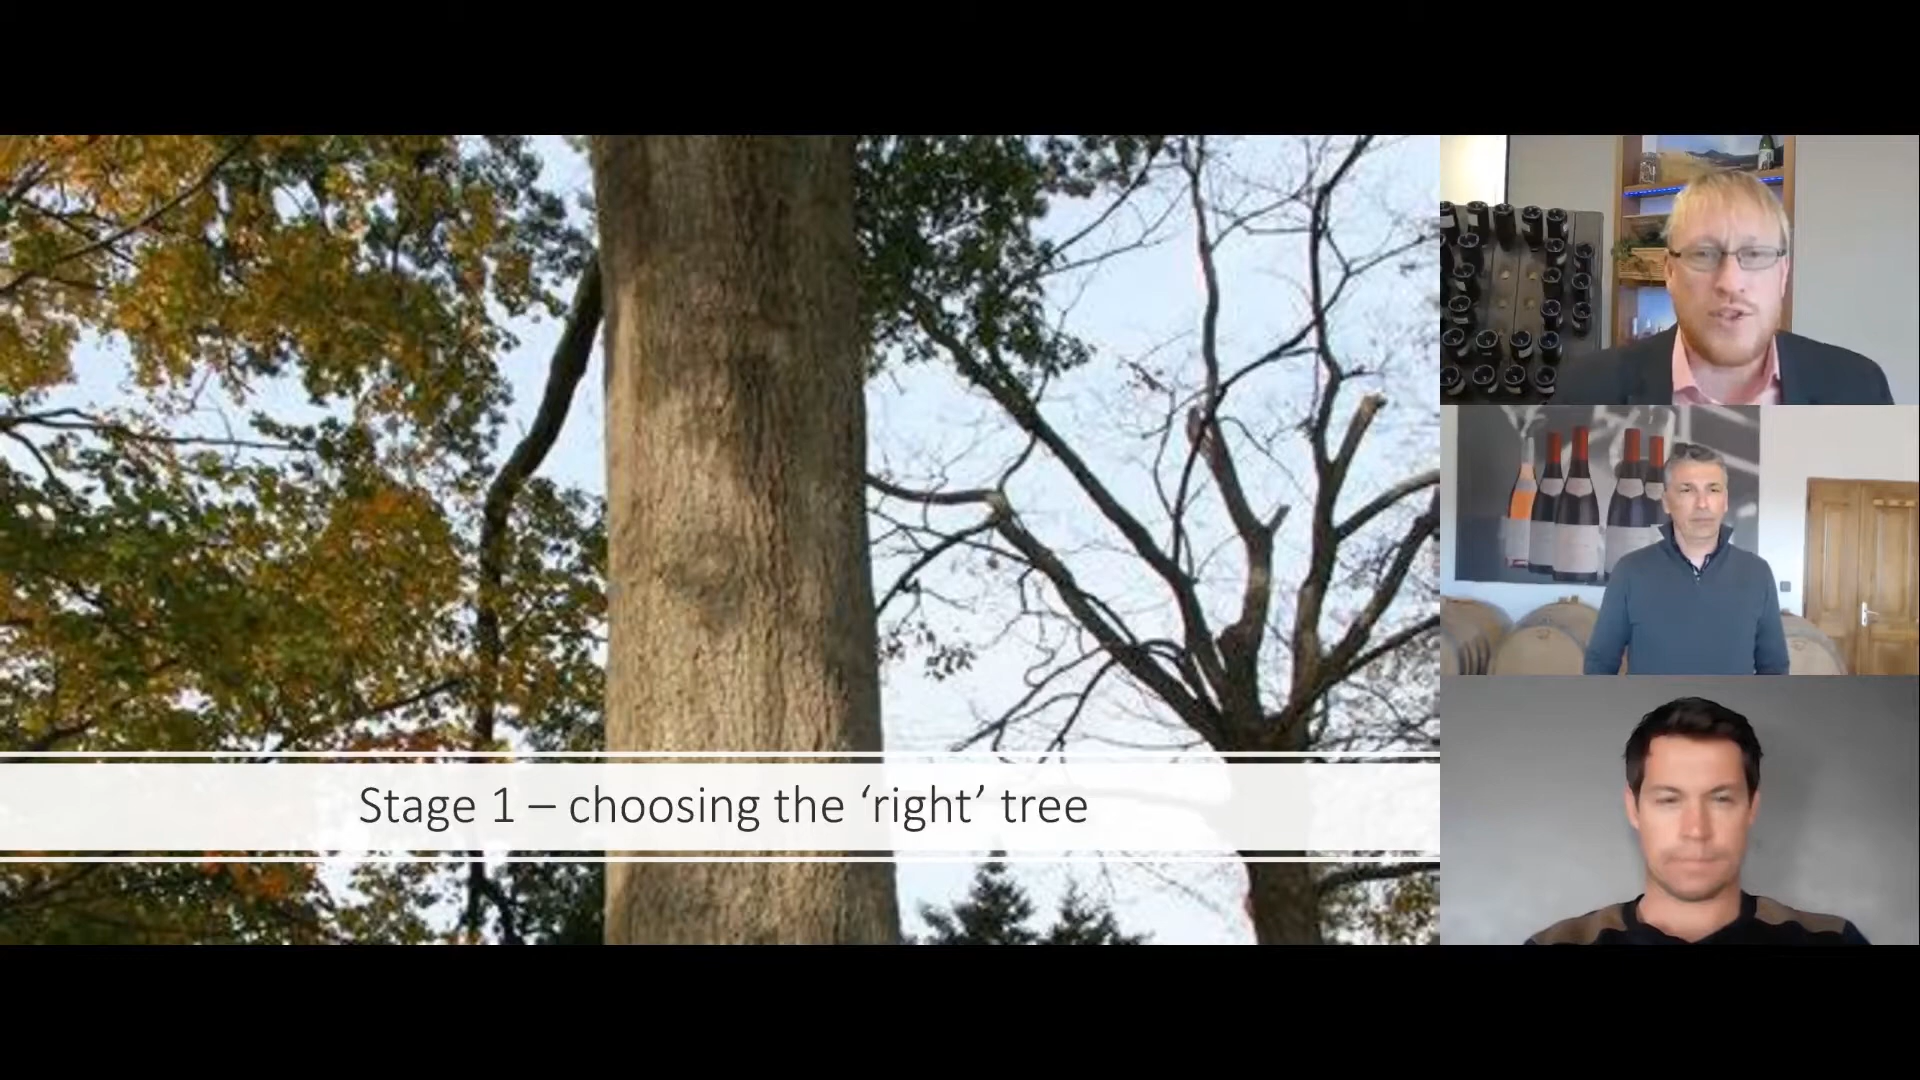 Stage 1 – choosing the ‘right’ tree